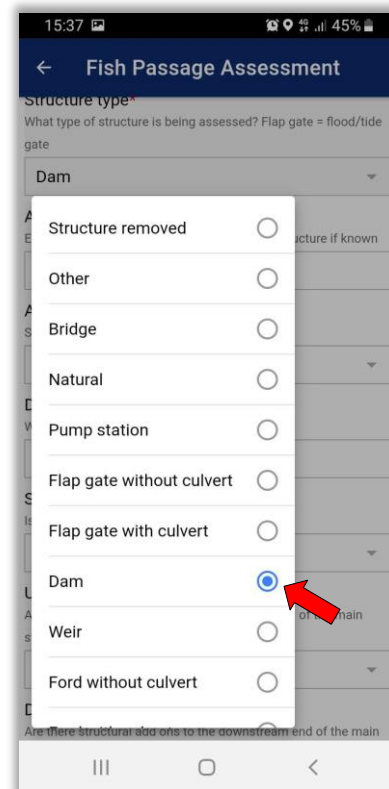 15:37 4G 45%
Fish Passage Assessment
Structure type*
What type of structure is being assessed? Flap gate = flood/tide
gate
Dam
Structure removed
ucture if known
Other
Bridge
Natural
Pump station
Flap gate without culvert
Flap gate with culvert
Dam
of the main
Weir
Ford without culvert
Are there structural add ons to the downstream end of the main